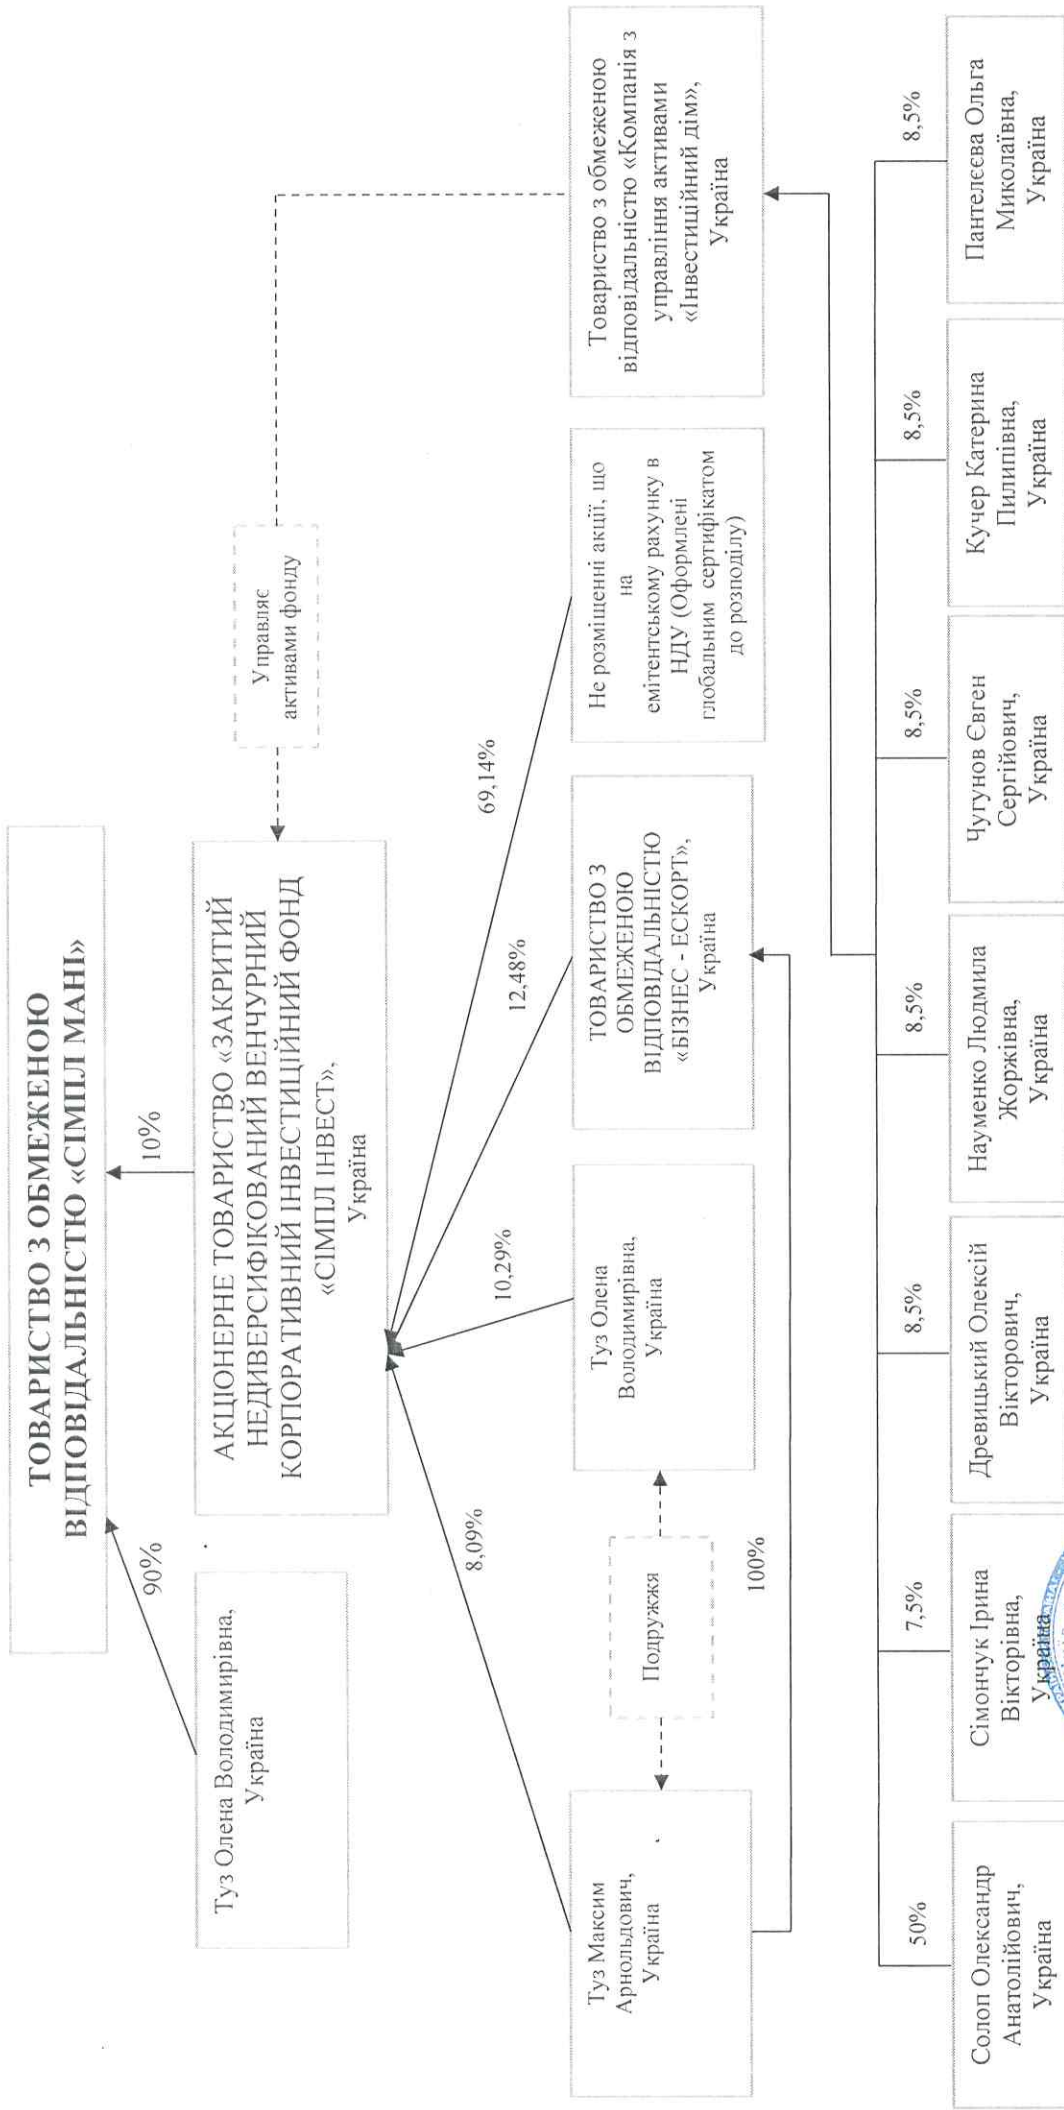 ТОВАРИСТВО З ОБМЕЖЕНОЮ
ВІДПОВІДАЛЬНІСТЮ «СІМПЛ МАНІ»
90%
10%
Туз Олена Володимирівна,
Україна
АКЦІОНЕРНЕ ТОВАРИСТВО «ЗАКРИТИЙ
НЕДИВЕРСИФІКОВАНИЙ ВЕНЧУРНИЙ
КОРПОРАТИВНИЙ ІНВЕСТИЦІЙНИЙ ФОНД
«СІМПЛ ІНВЕСТ»,
Україна
Управляє
активами фонду
8,09%
10,29%
12,48%
69,14%
Туз Максим
Арнольдович,
Україна
Подружжя
Туз Олена
Володимирівна,
Україна
ТОВАРИСТВО З
ОБМЕЖЕНОЮ
ВІДПОВІДАЛЬНІСТЮ
«БІЗНЕС - ЕСКОРТ»,
Україна
Не розміщенні акції, що
на
емітентському рахунку в
НДУ (Оформлені
глобальним сертифікатом
до розподілу)
Товариство з обмеженою
відповідальністю «Компанія з
управління активами
«Інвестиційний дім»,
Україна
100%
50%
7,5%
8,5%
8,5%
8,5%
8,5%
8,5%
Солоп Олександр
Анатолійович,
Україна
Сімончук Ірина
Вікторівна,
Україна
Древицький Олексій
Вікторович,
Україна
Науменко Людмила
Жоржівна,
Україна
Чугунов Євген
Сергійович,
Україна
Кучер Катерина
Пилипівна,
Україна
Пантелєєва Ольга
Миколаївна,
Україна